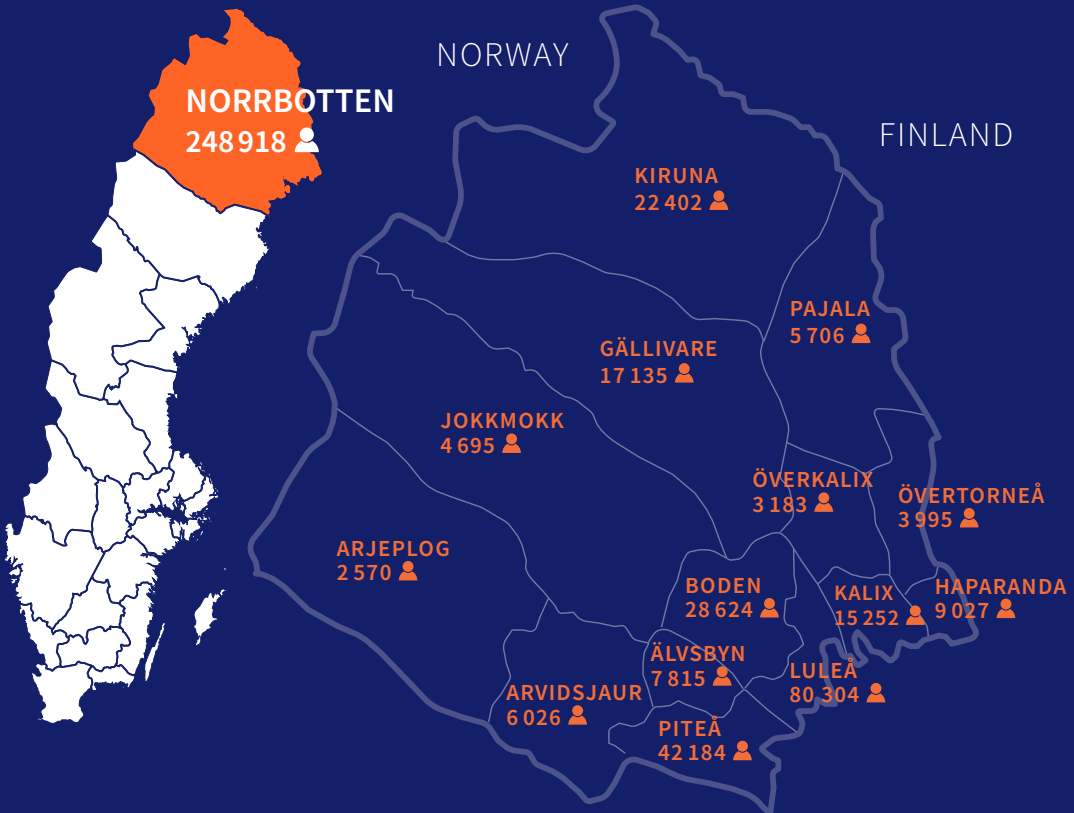 NORWAY
NORRBOTTEN
248 918
FINLAND
KIRUNA
22 402
PAJALA
5 706
GÄLLIVARE
17 135
JOKKMOKK
4 695
ÖVERKALIX
3 183
ÖVERTORNEÅ
3 995
ARJEPLOG
2 570
BODEN
28 624
KALIX
15 252
HAPARANDA
9 027
ÄLVSBYN
7 815
LULEÅ
80 304
ARVIDSJAUR
6 026
PITEÅ
42 184